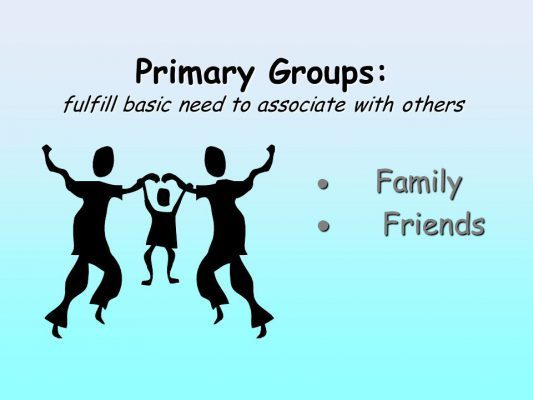 Primary Groups:
fulfill basic need to associate with others
• Family
• Friends